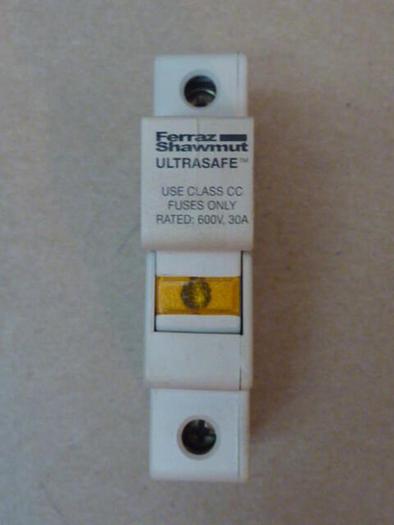 Ferraz
Shawmut
ULTRASAFE™
USE CLASS CC
FUSES ONLY
RATED: 600V, 30A